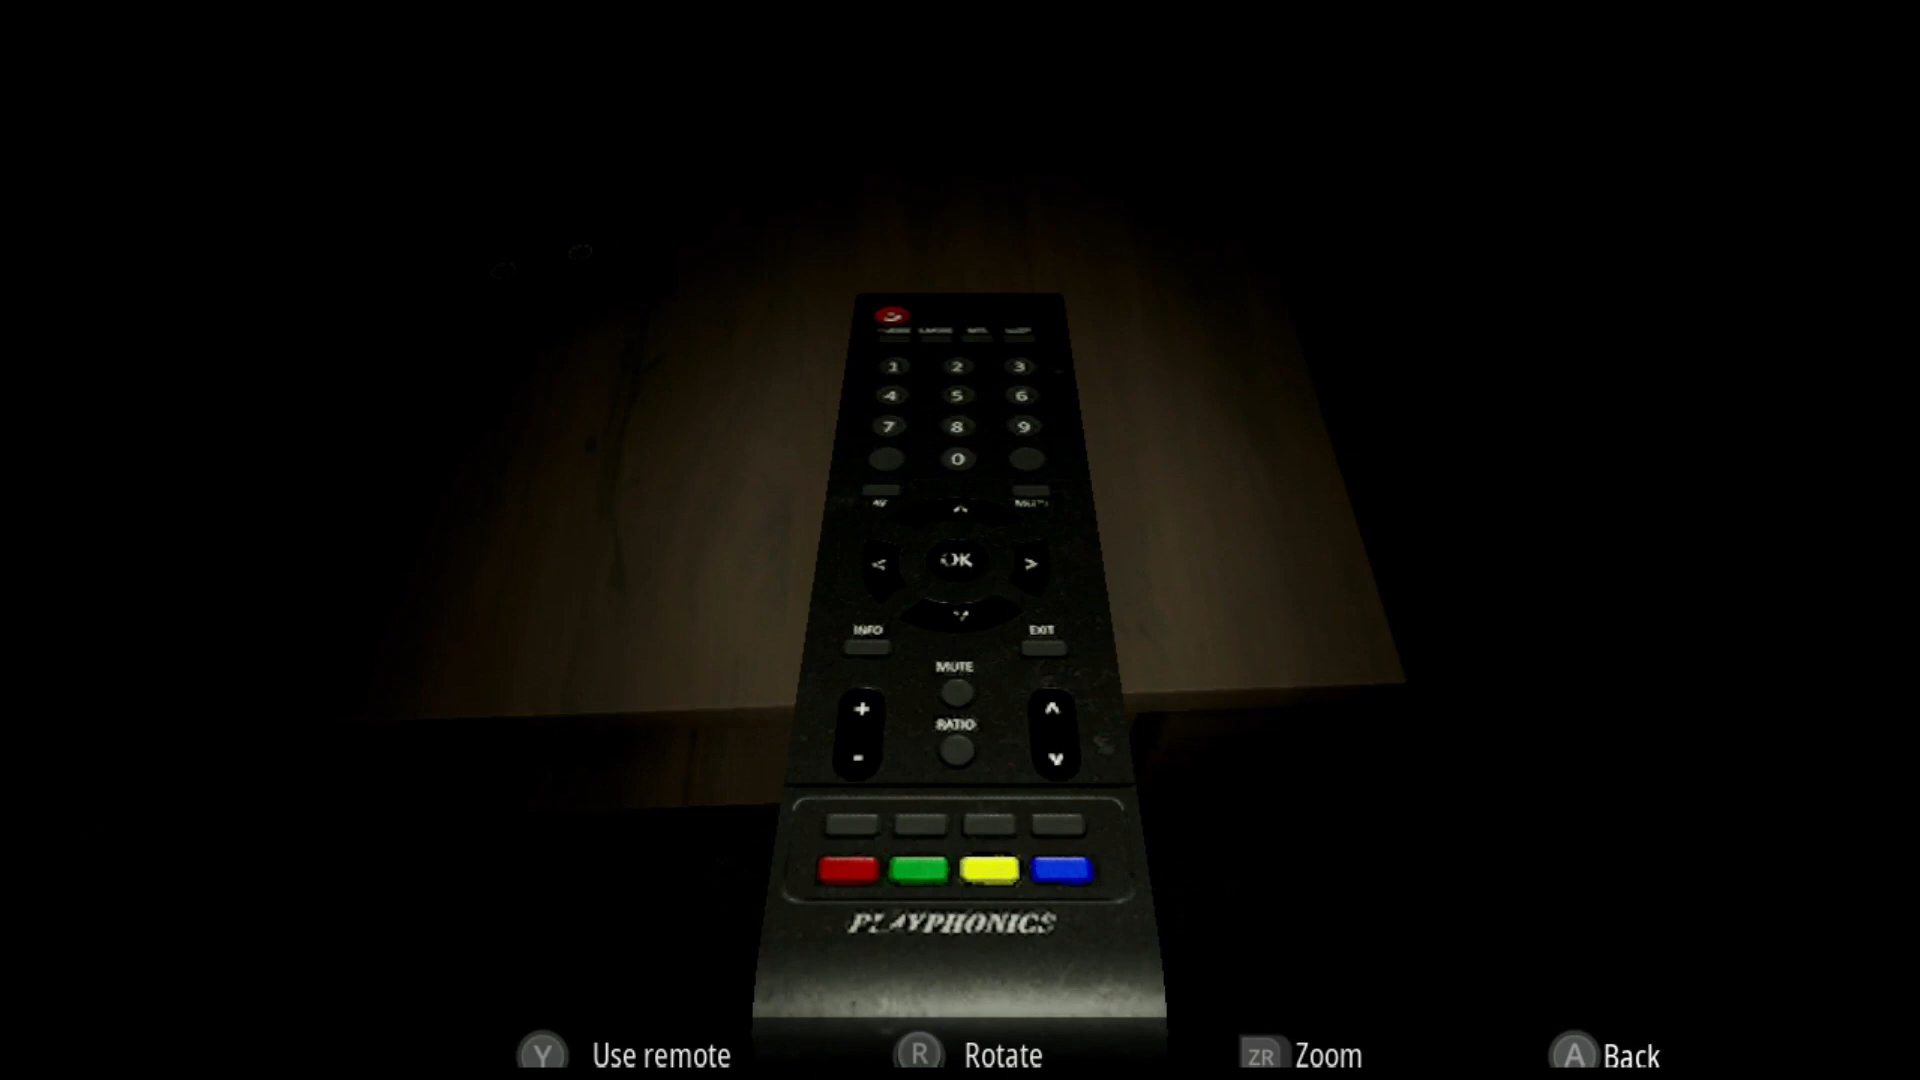 1 2 3
4 5 6
7 8 9
0
AV
^
< OK >
v
INFO EXIT
MUTE
+ ^
RATIO
- v
PLAYPHONICS
Y Use remote R Rotate ZR Zoom A Back